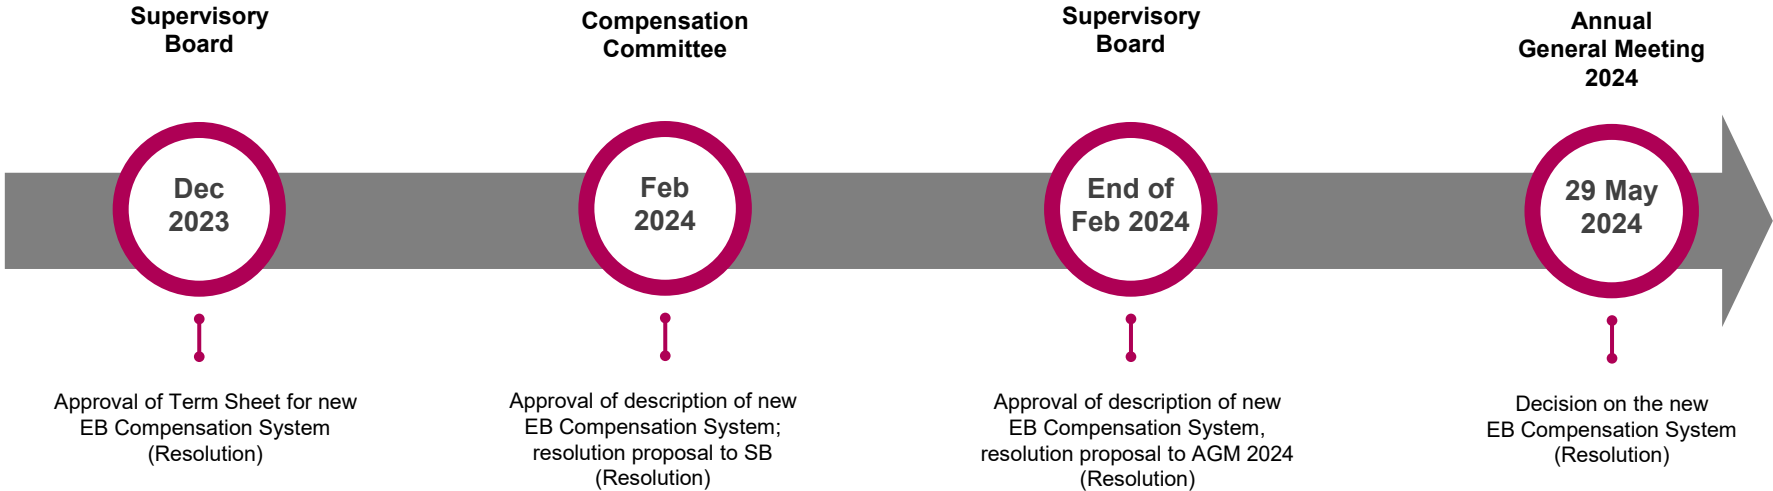 Supervisory
Board
Compensation
Committee
Supervisory
Board
Annual
General Meeting
2024
Dec
2023
Feb
2024
End of
Feb 2024
29 May
2024
Approval of Term Sheet for new
EB Compensation System
(Resolution)
Approval of description of new
EB Compensation System;
resolution proposal to SB
(Resolution)
Approval of description of new
EB Compensation System,
resolution proposal to AGM 2024
(Resolution)
Decision on the new
EB Compensation System
(Resolution)